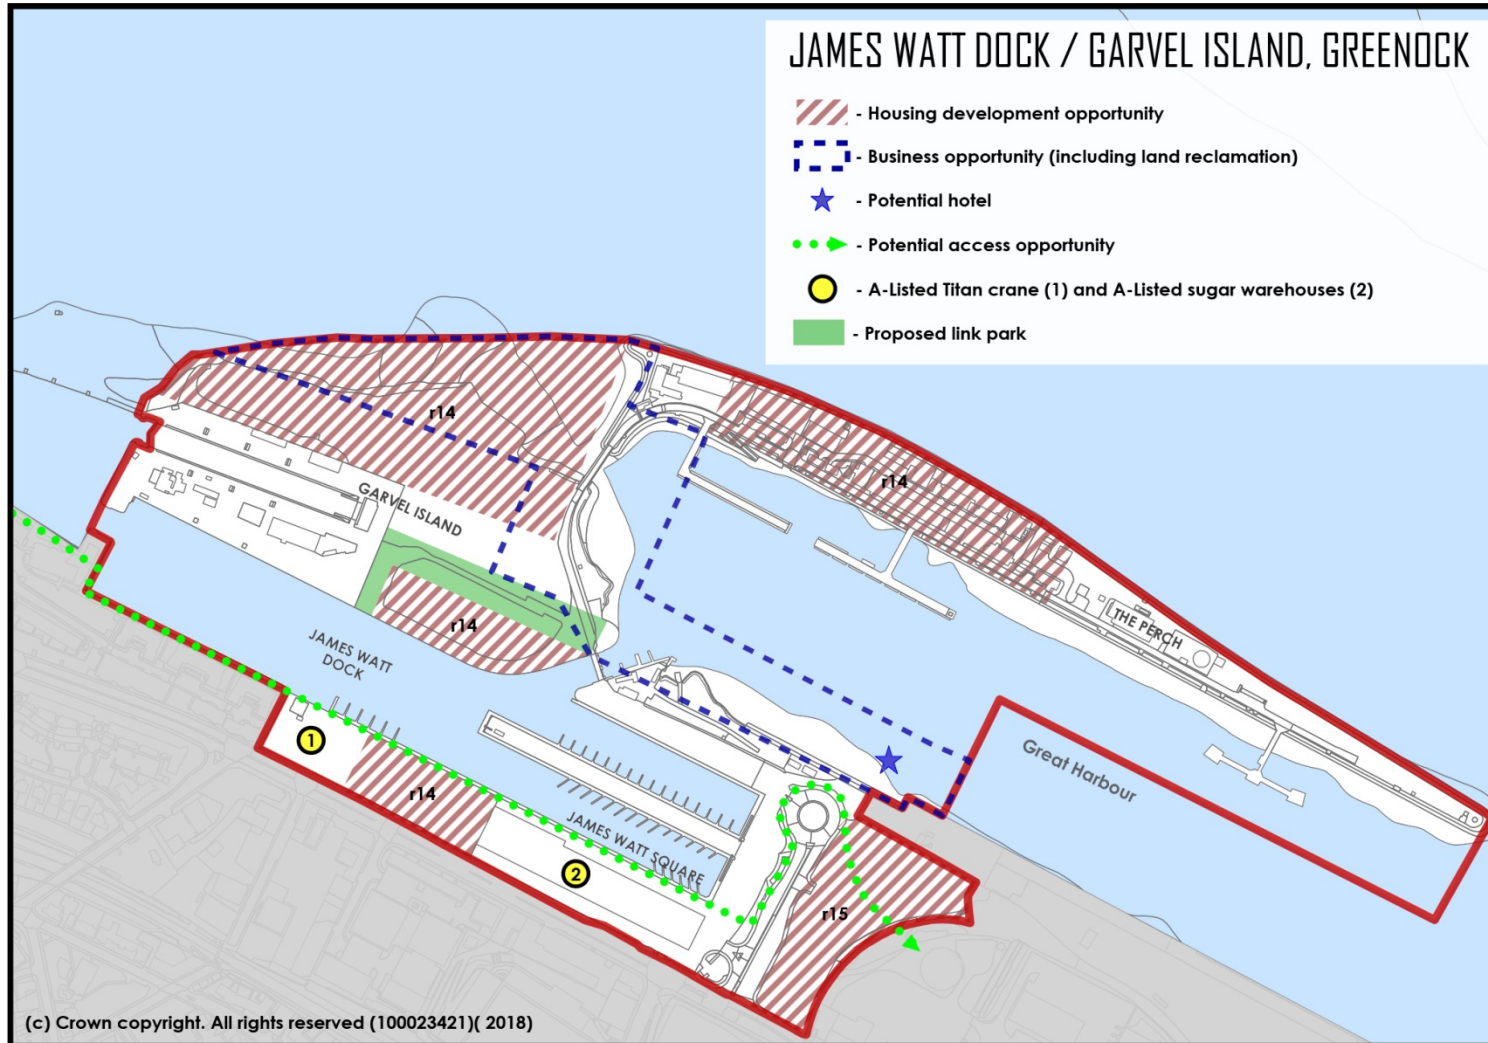 JAMES WATT DOCK / GARVEL ISLAND, GREENOCK
- Housing development opportunity
- Business opportunity (including land reclamation)
- Potential hotel
- Potential access opportunity
- A-Listed Titan crane (1) and A-Listed sugar warehouses (2)
- Proposed link park
r14
r14
GARVEL ISLAND
r14
THE PERCH
JAMES WATT
DOCK
1
r14
Great Harbour
JAMES WATT SQUARE
2
r15
(c) Crown copyright. All rights reserved (100023421)( 2018)